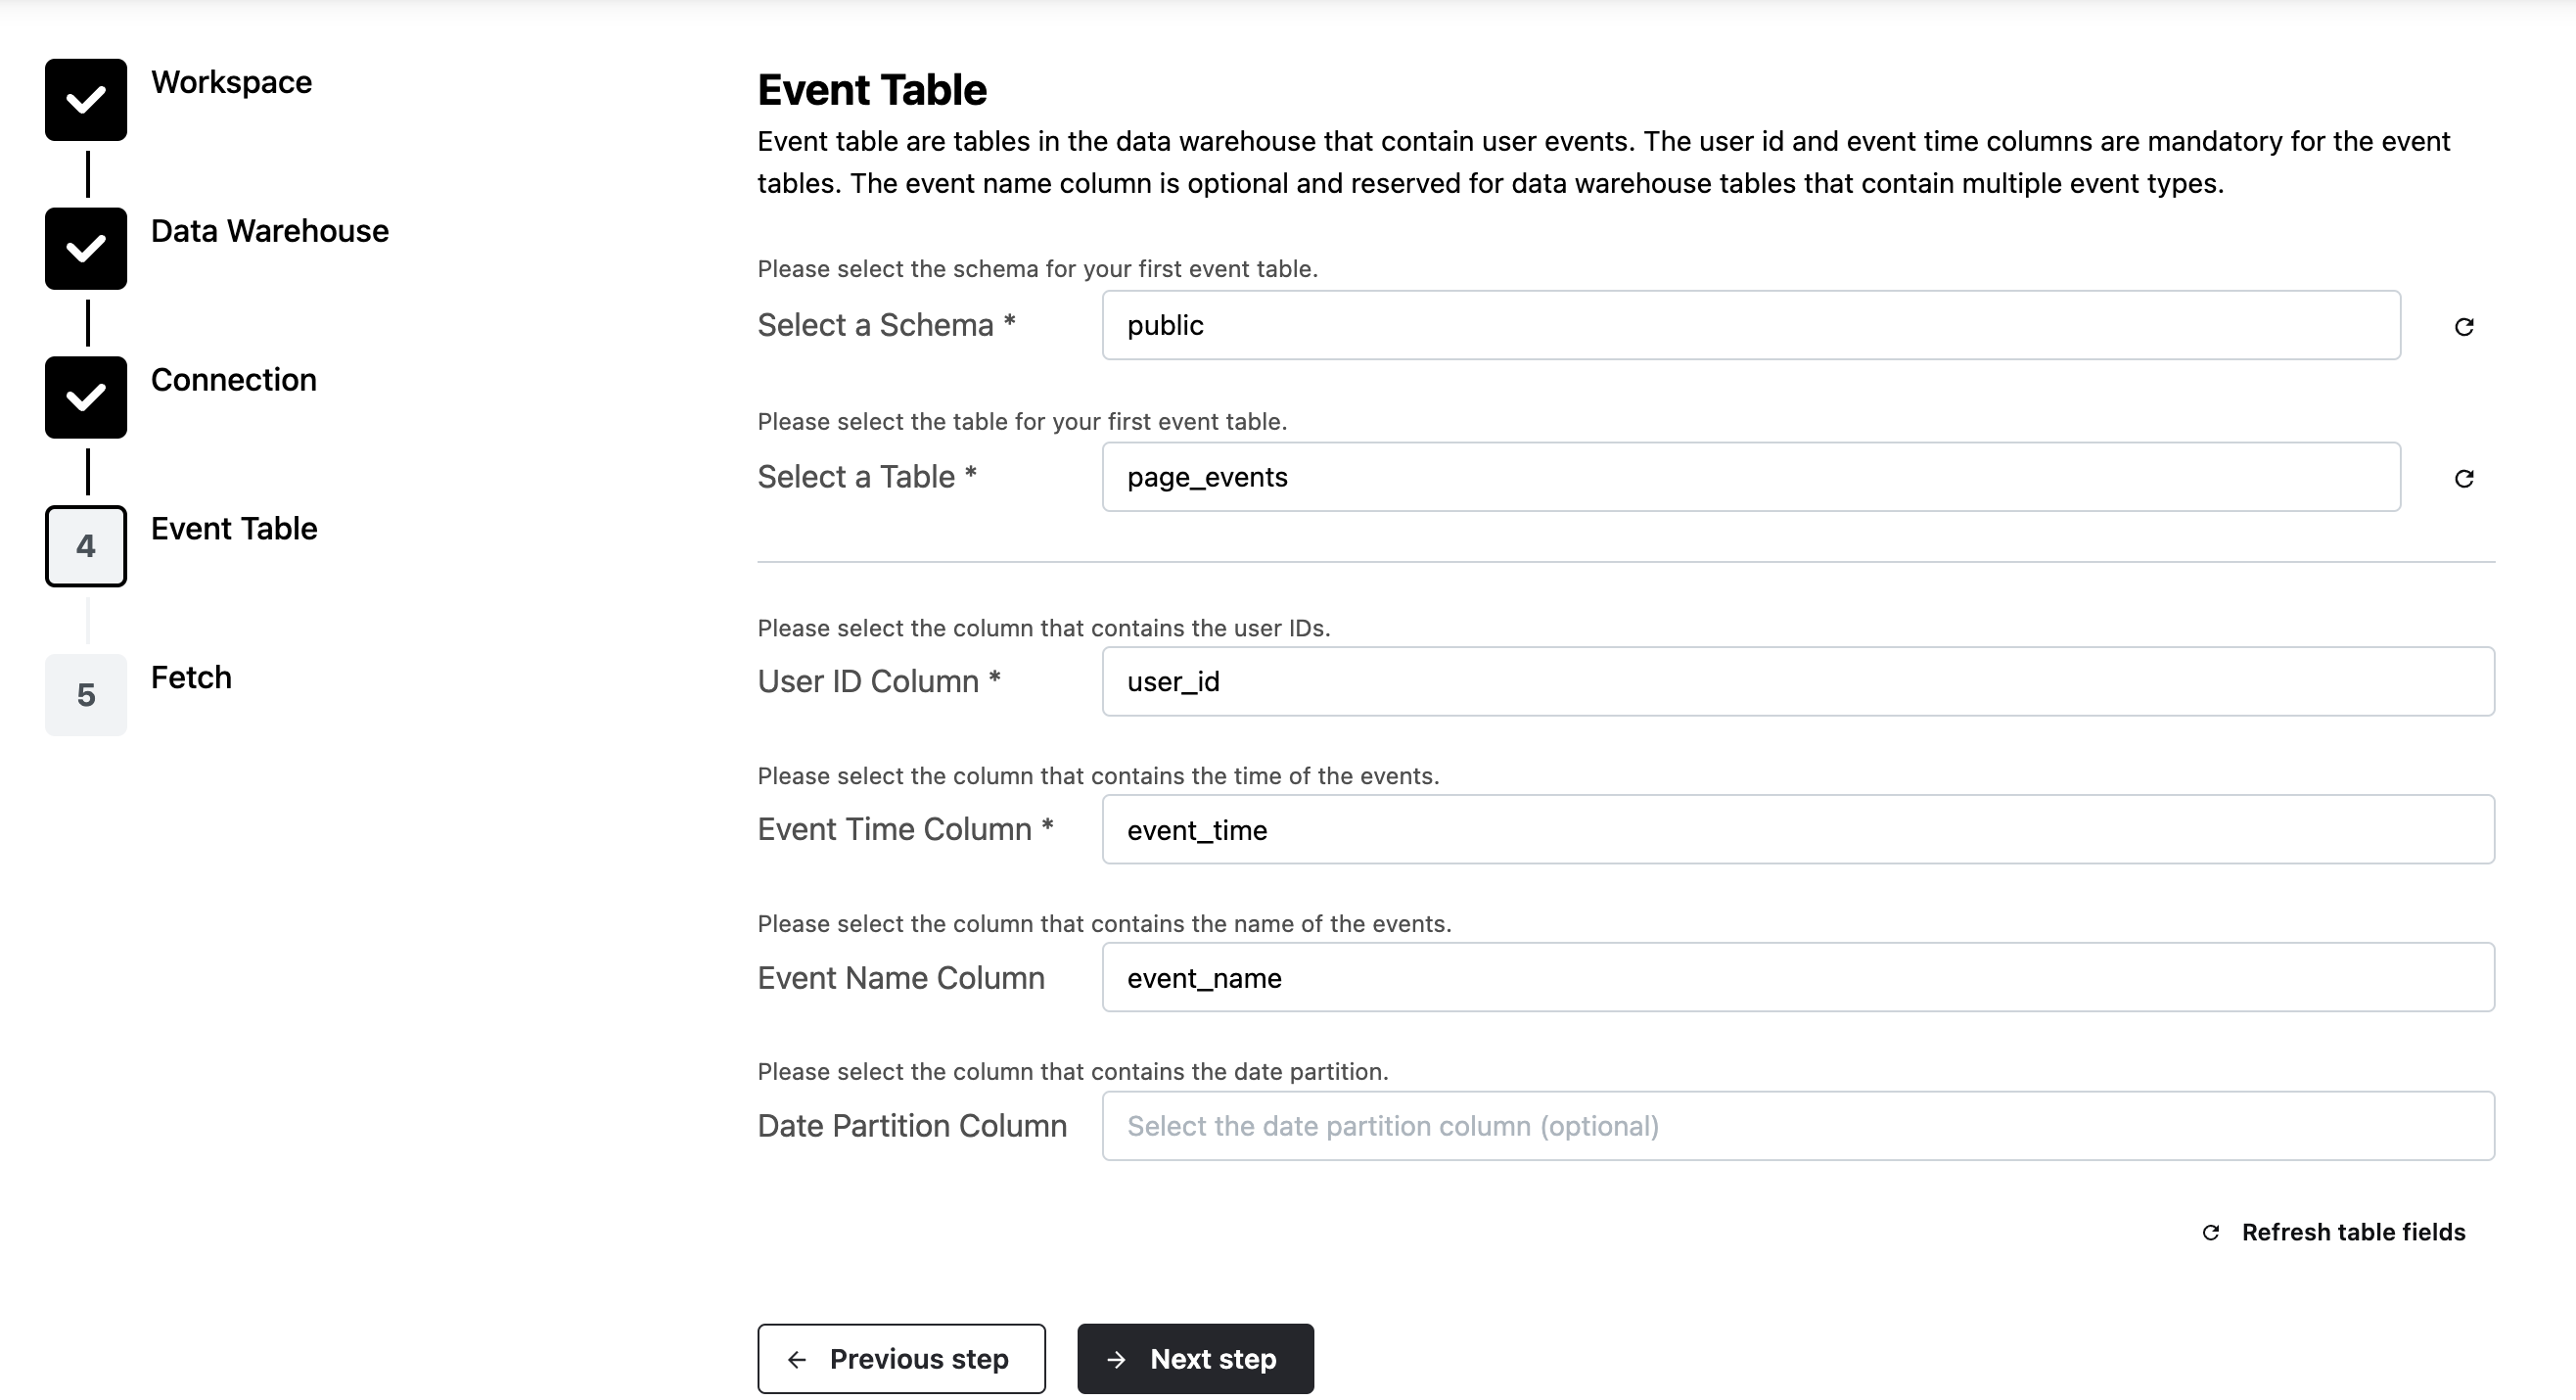 Workspace
Data Warehouse
Connection
4
Event Table
5
Fetch
Event Table
Event table are tables in the data warehouse that contain user events. The user id and event time columns are mandatory for the event
tables. The event name column is optional and reserved for data warehouse tables that contain multiple event types.
Please select the schema for your first event table.
Select a Schema *
public
Please select the table for your first event table.
Select a Table *
page_events
Please select the column that contains the user IDs.
User ID Column *
user_id
Please select the column that contains the time of the events.
Event Time Column *
event_time
Please select the column that contains the name of the events.
Event Name Column
event_name
Please select the column that contains the date partition.
Date Partition Column
Select the date partition column (optional)
Refresh table fields
Previous step
Next step